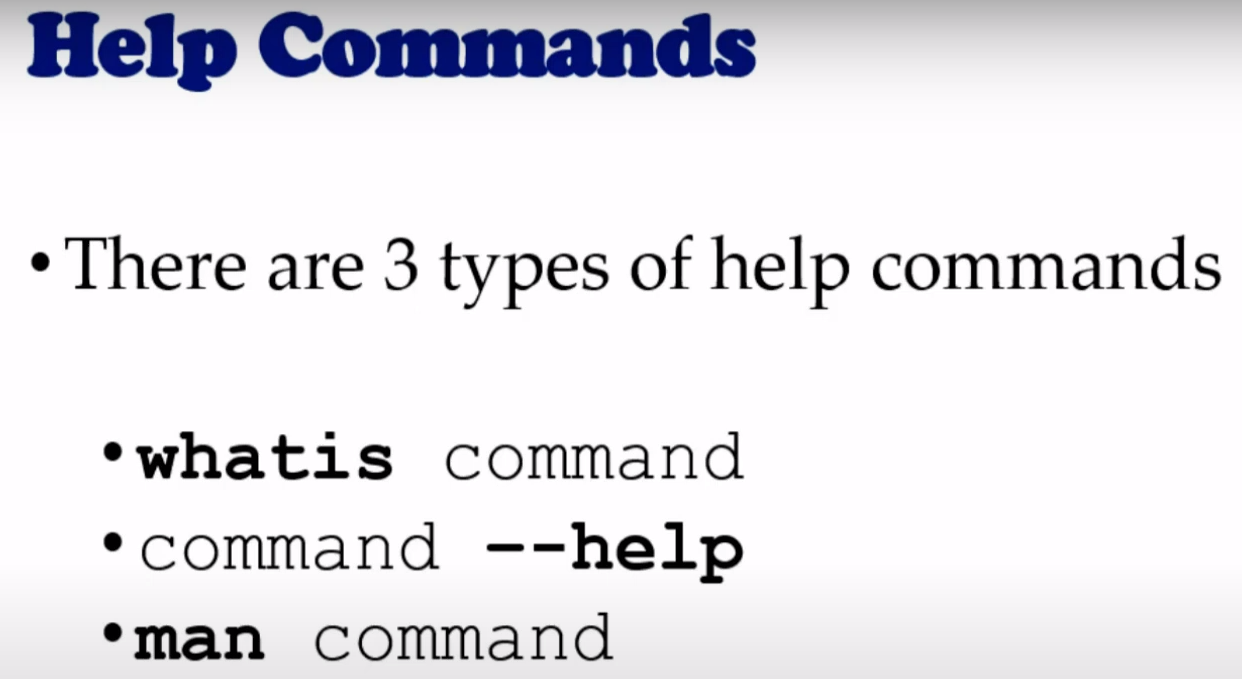 Help Commands
• There are 3 types of help commands
• whatis command
• command --help
• man command